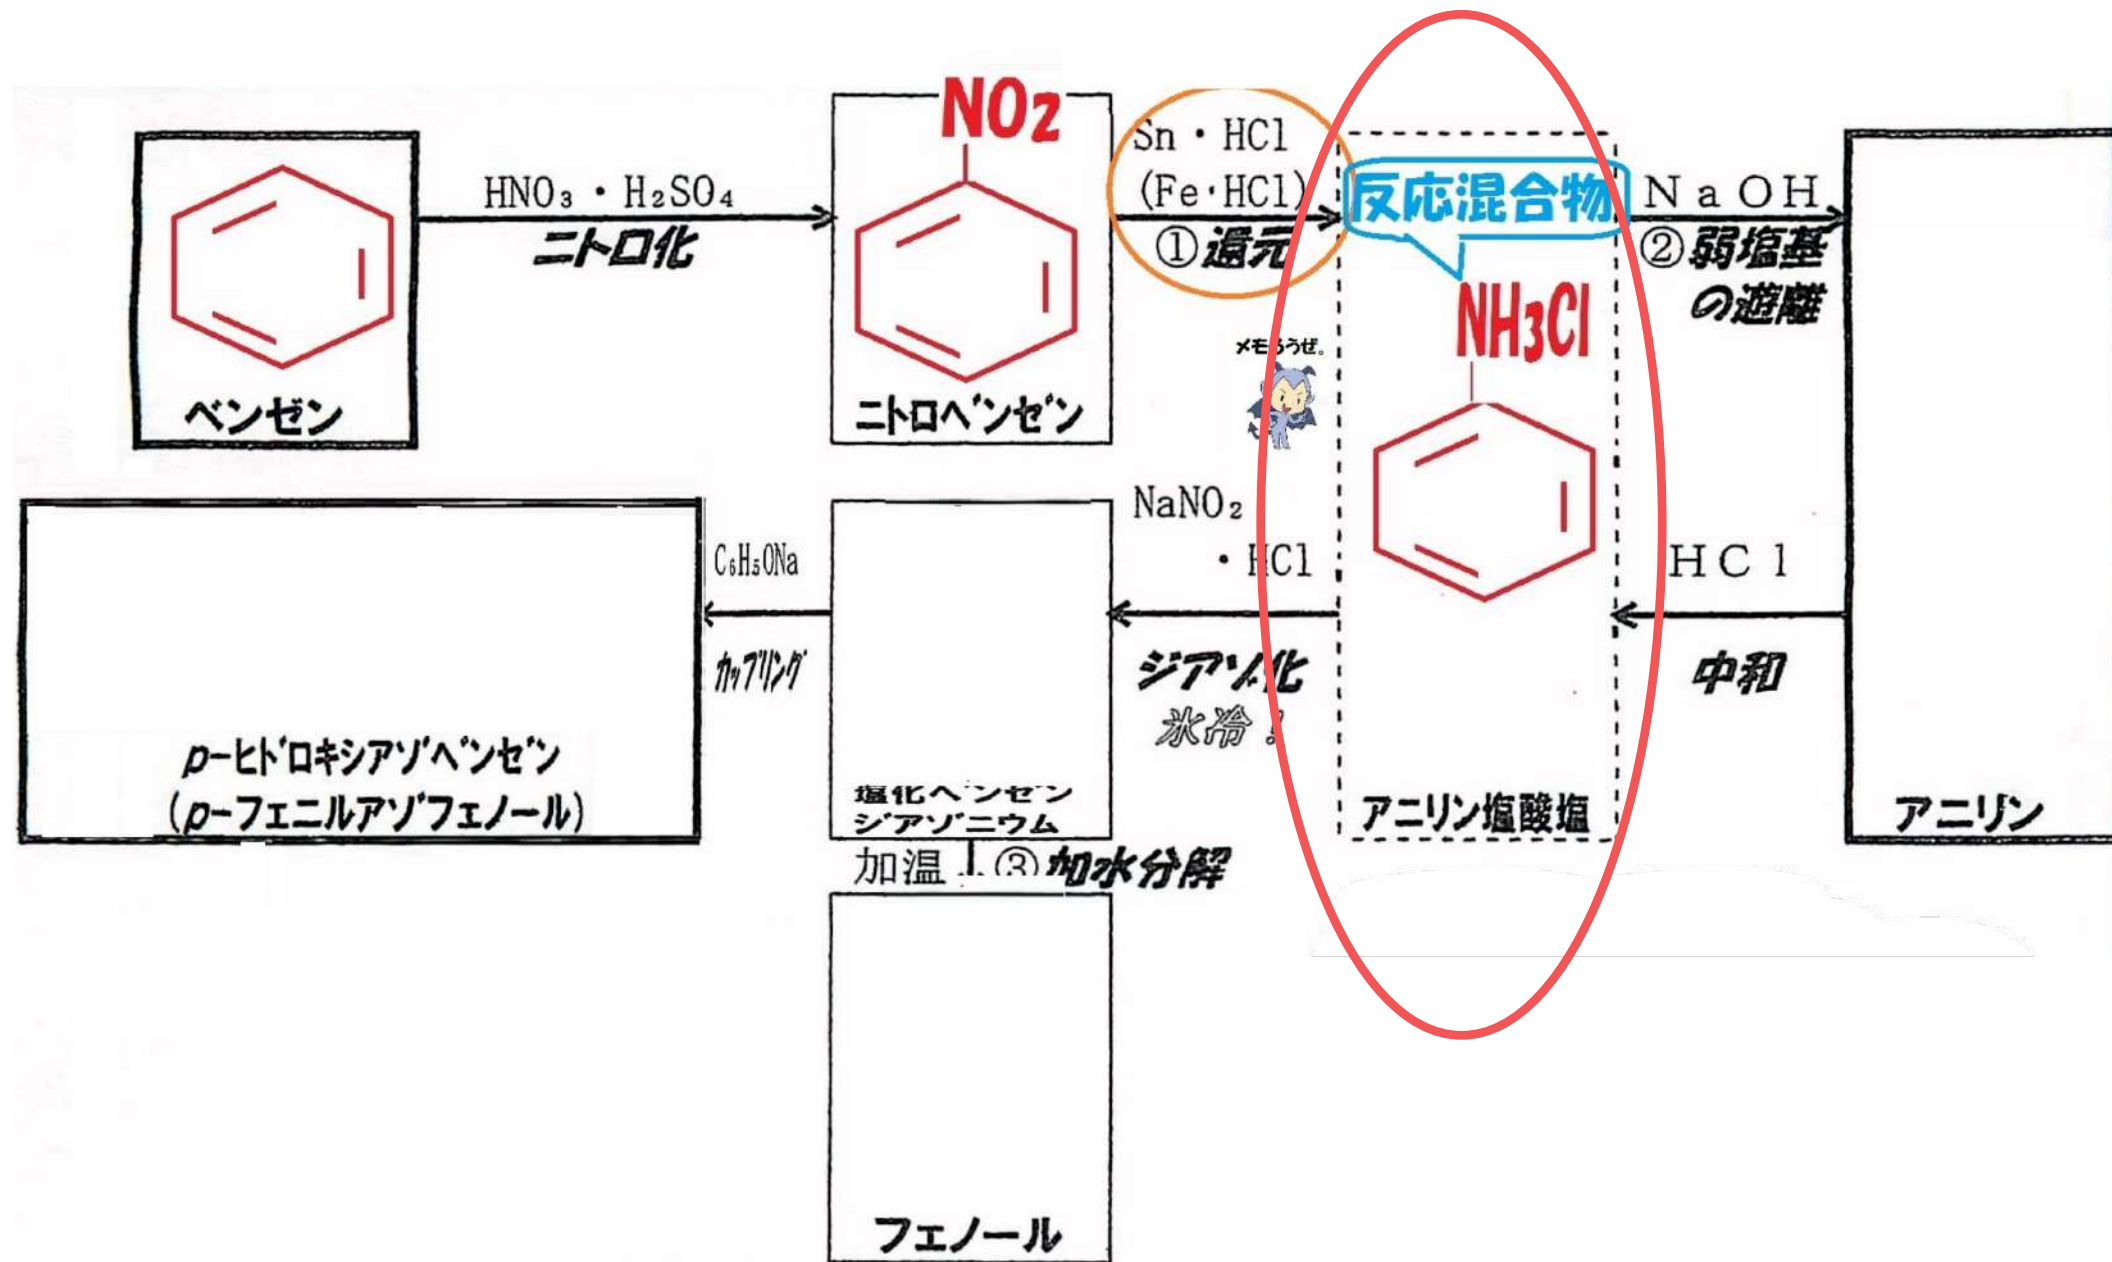 NO2
HNO₃・H₂SO₄
ニトロ化
ベンゼン
ニトロベンゼン
Sn・HCl
(Fe・HCl)
①還元
反応混合物
NH3Cl
NaOH
②弱塩基
の遊離
メモろうぜ。
NaNO₂
・HCl
ジアゾ化
氷冷!
アニリン塩酸塩
HCl
中和
アニリン
C₆H₅ONa
カップリング
p-ヒドロキシアゾベンゼン
(p-フェニルアゾフェノール)
塩化ベンゼン
ジアゾニウム
加温 ③加水分解
フェノール